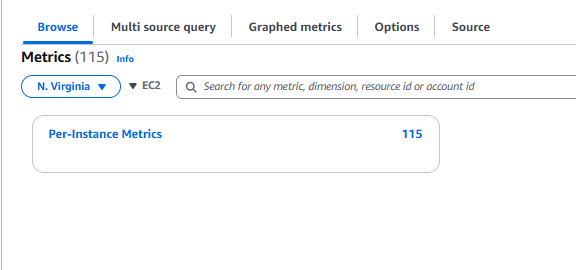 Browse Multi source query Graphed metrics Options Source
Metrics (115) Info
N. Virginia ▼ ▼ EC2 Search for any metric, dimension, resource id or account id
Per-Instance Metrics 115